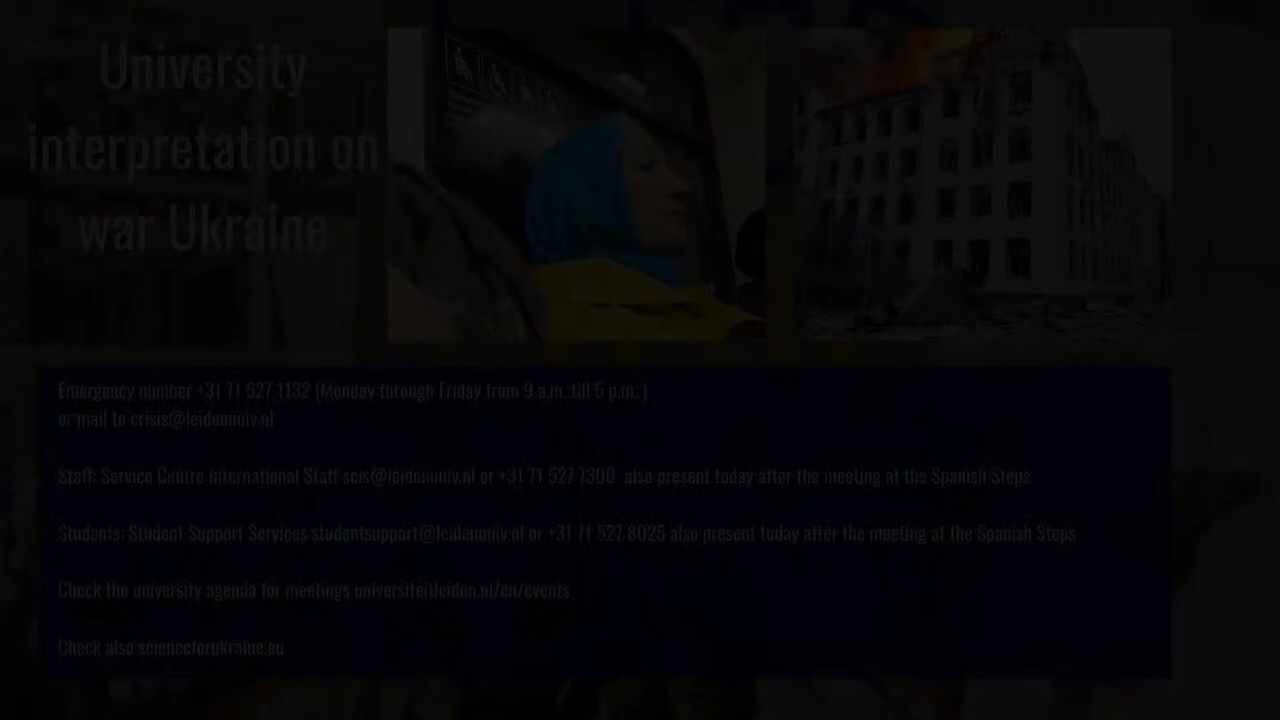 University
interpretation on
war Ukraine
Emergency number +31 71 527 1132 (Monday through Friday from 9 a.m. till 5 p.m. )
or mail to crisis@leidenuniv.nl
Staff: Service Centre International Staff scis@leidenuniv.nl or +31 71 527 7300 also present today after the meeting at the Spanish Steps
Students: Student Support Services studentsupport@leidenuniv.nl or +31 71 527 8025 also present today after the meeting at the Spanish Steps
Check the university agenda for meetings universiteitleiden.nl/en/events
Check also scienceforukraine.eu